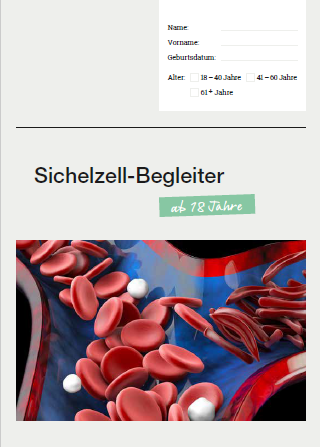 Name:
Vorname:
Geburtsdatum:
Alter: 18 – 40 Jahre 41 – 60 Jahre
61+ Jahre
Sichelzell-Begleiter
ab 18 Jahre